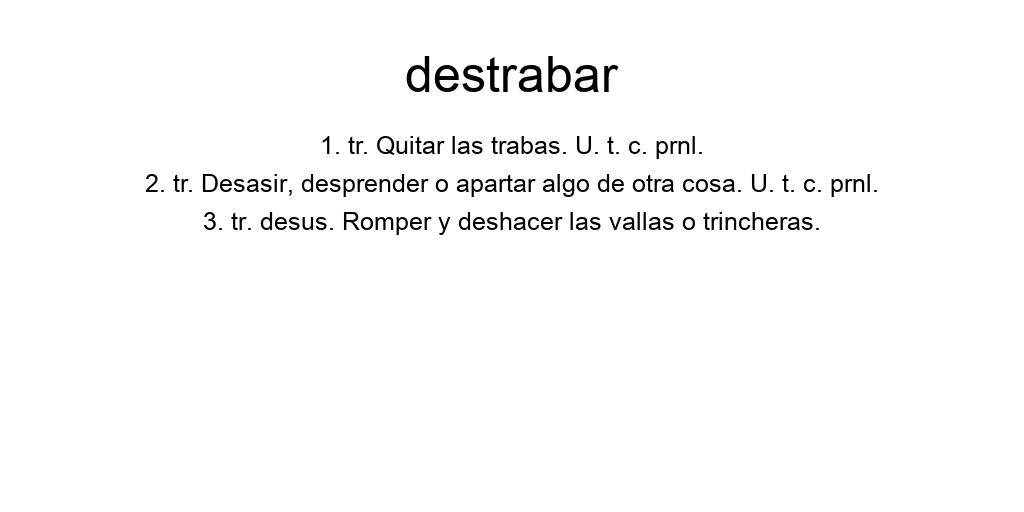 destrabar
1. tr. Quitar las trabas. U. t. c. prnl.
2. tr. Desasir, desprender o apartar algo de otra cosa. U. t. c. prnl.
3. tr. desus. Romper y deshacer las vallas o trincheras.